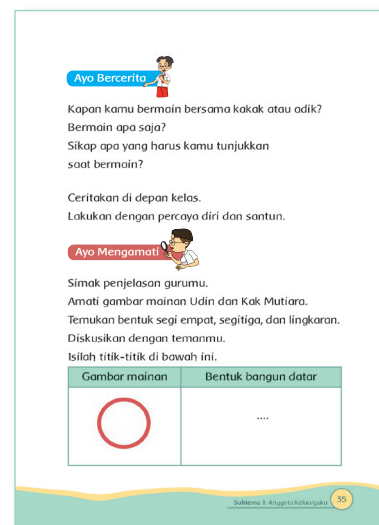 Ayo Bercerita
Kapan kamu bermain bersama kakak atau adik?
Bermain apa saja?
Sikap apa yang harus kamu tunjukkan
saat bermain?
Ceritakan di depan kelas.
Lakukan dengan percaya diri dan santun.
Ayo Mengamati
Simak penjelasan gurumu.
Amati gambar mainan Udin dan Kak Mutiara.
Temukan bentuk segi empat, segitiga, dan lingkaran.
Diskusikan dengan temanmu.
Isilah titik-titik di bawah ini.
Gambar mainan Bentuk bangun datar
....
Subtema 1: Anggota Keluargaku 35